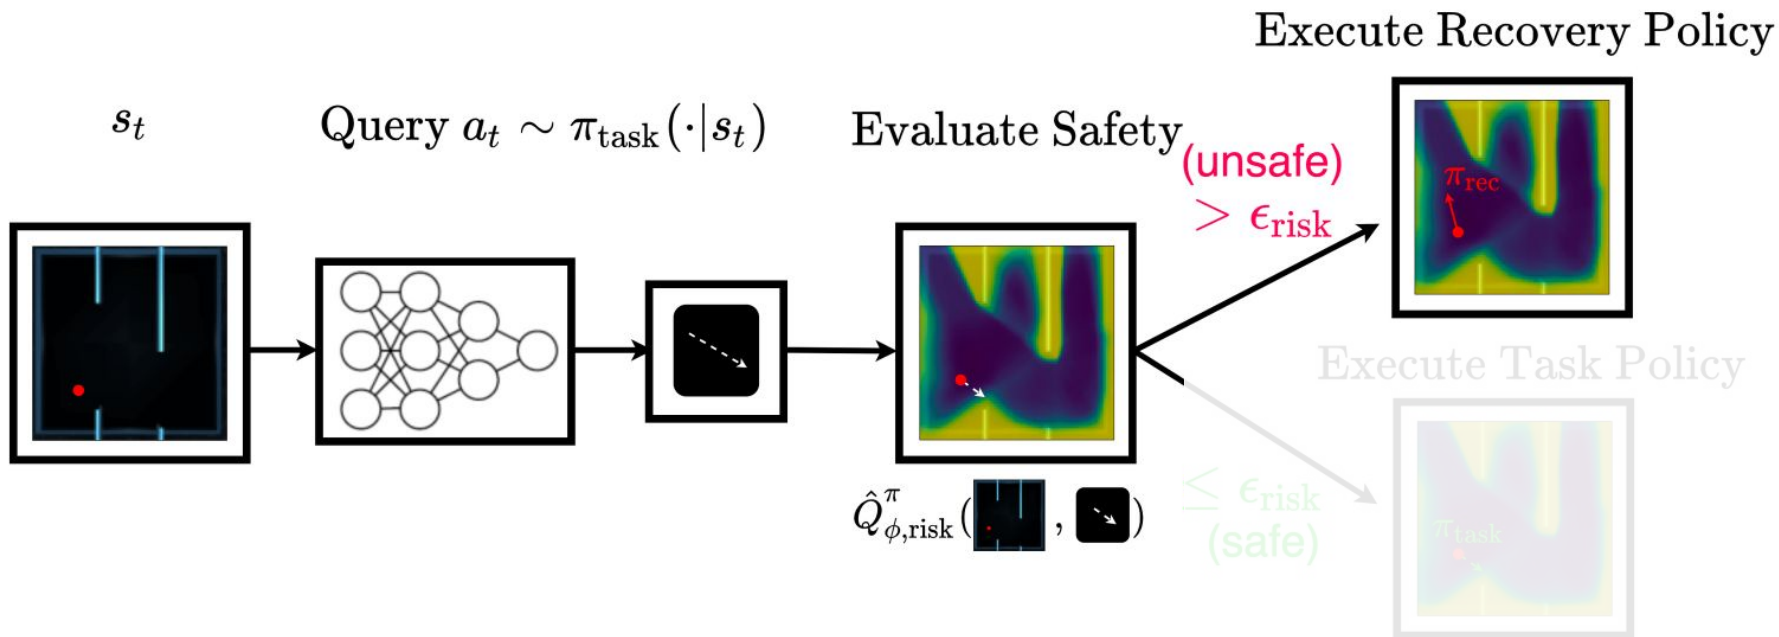 Execute Recovery Policy
s_t
Query a_t ∼ π_task(·|s_t)
Evaluate Safety
(unsafe)
> ϵ_risk
π_rec
Execute Task Policy
≤ ϵ_risk
(safe)
π_task
Q̂^π_ϕ,risk( , )